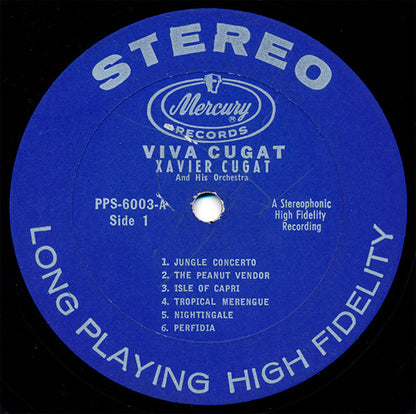 STEREO
Mercury
®
RECORDS
VIVA CUGAT
XAVIER CUGAT
And His Orchestra
PPS-6003-A
Side 1
A Stereophonic
High Fidelity
Recording
1. JUNGLE CONCERTO
2. THE PEANUT VENDOR
3. ISLE OF CAPRI
4. TROPICAL MERENGUE
5. NIGHTINGALE
6. PERFIDIA
LONG PLAYING HIGH FIDELITY